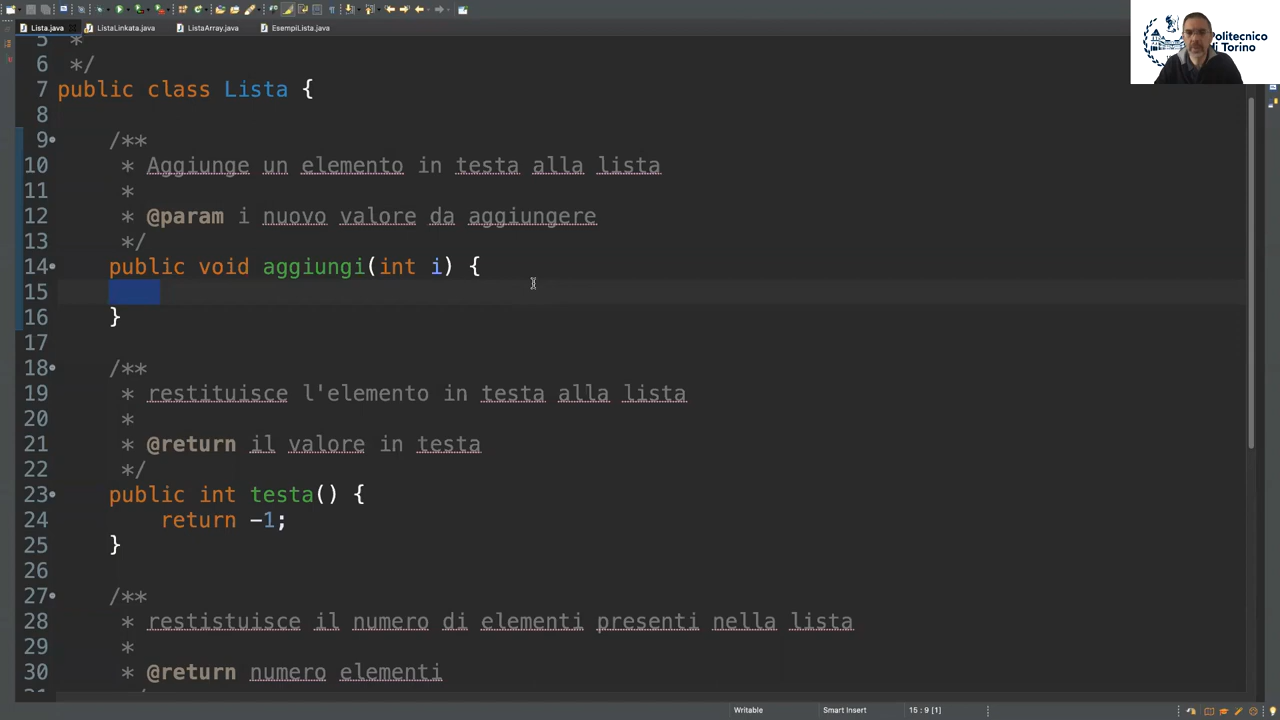 Lista.java
ListaLinkata.java
ListaArray.java
EsempiLista.java
Politecnico
di Torino
5 *
6 */
7 public class Lista {
8
9 /**
10 * Aggiunge un elemento in testa alla lista
11 *
12 * @param i nuovo valore da aggiungere
13 */
14 public void aggiungi(int i) {
15
16 }
17
18 /**
19 * restituisce l'elemento in testa alla lista
20 *
21 * @return il valore in testa
22 */
23 public int testa() {
24 return -1;
25 }
26
27 /**
28 * restistuisce il numero di elementi presenti nella lista
29 *
30 * @return numero elementi
Writable
Smart Insert
15 : 9 [1]